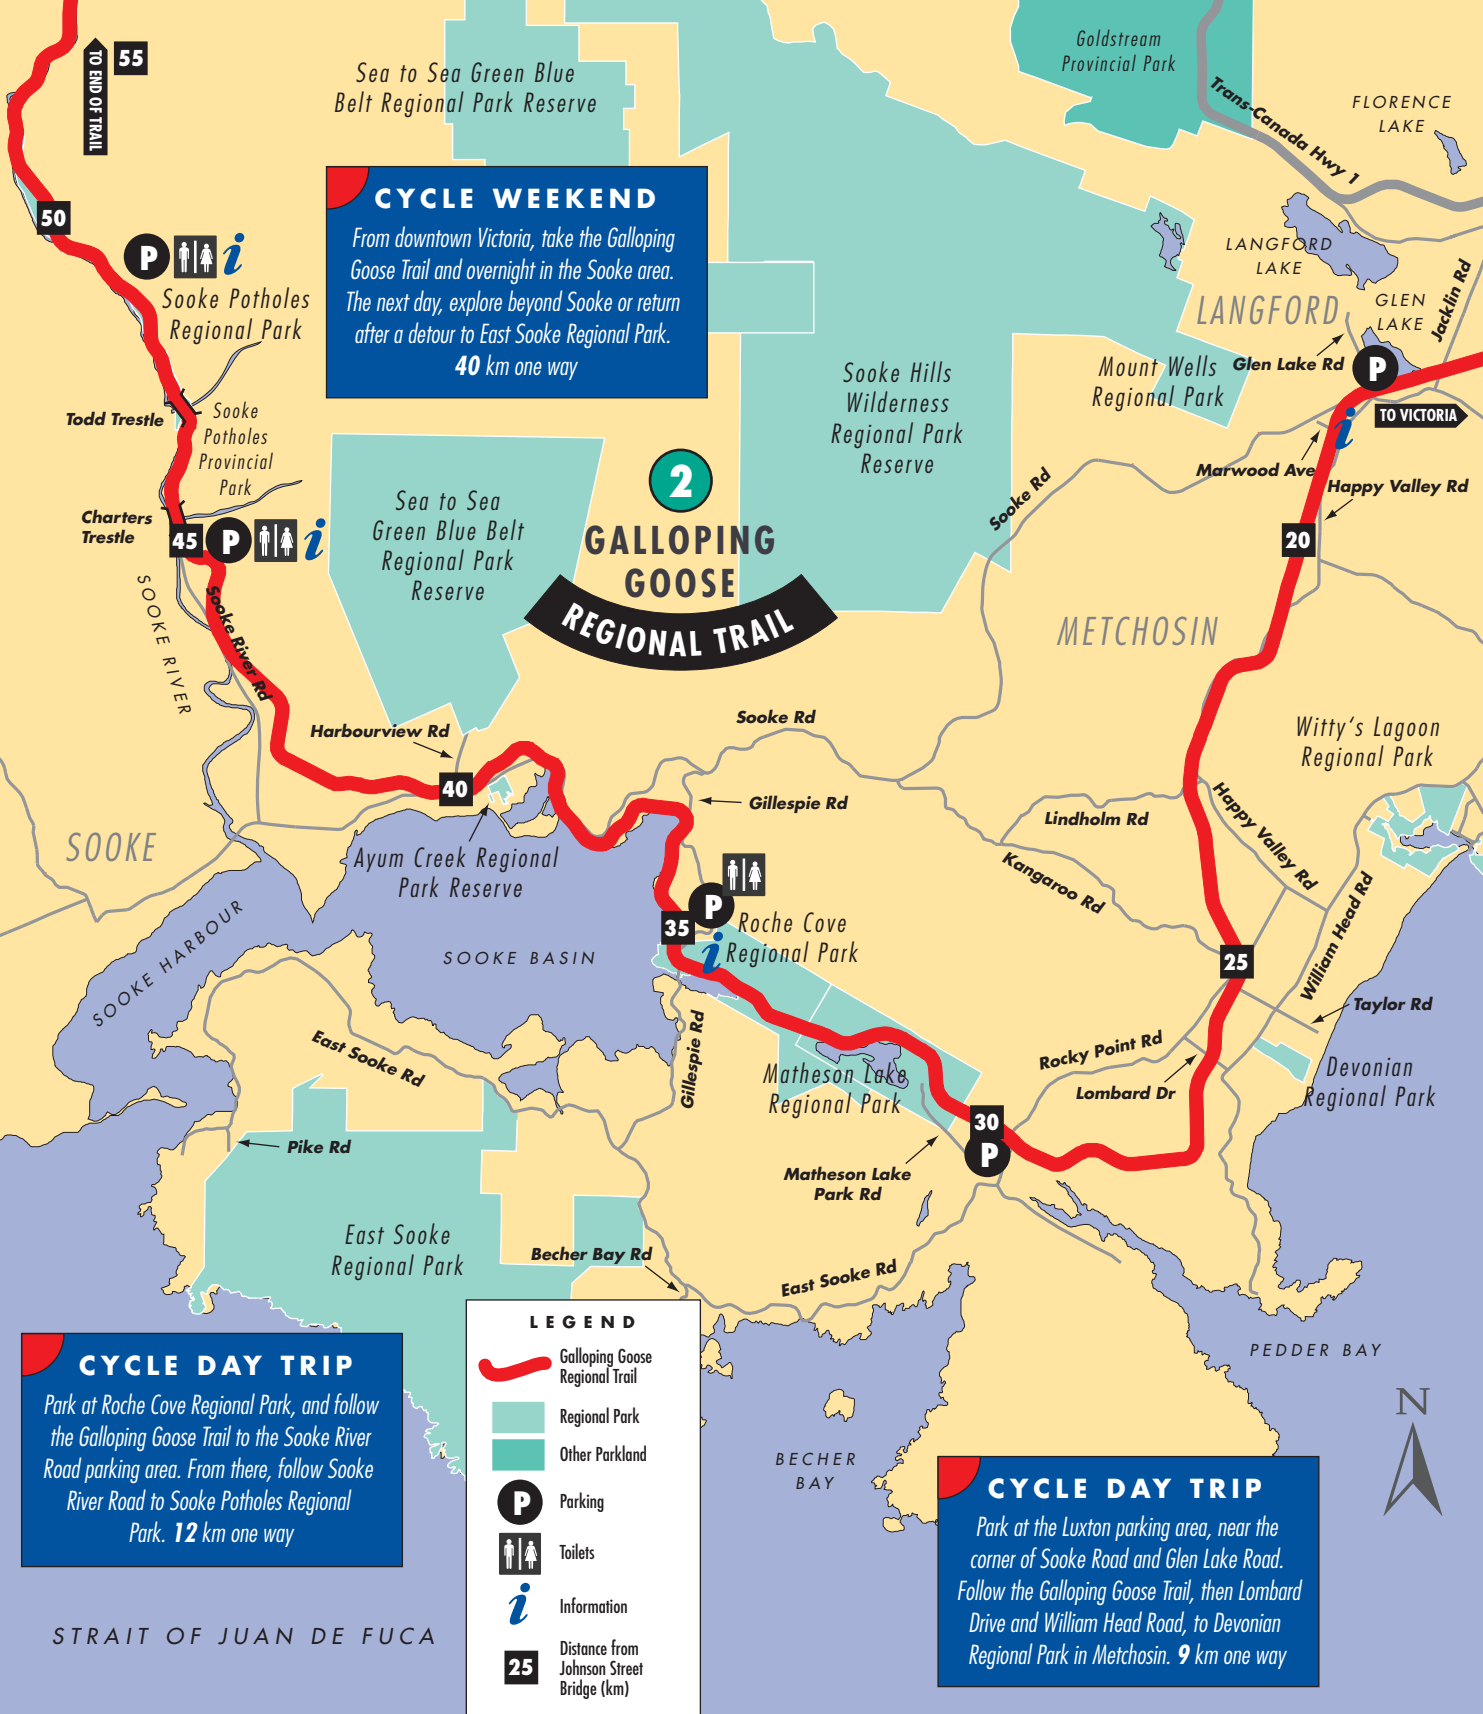 TO END OF TRAIL
55
Sea to Sea Green Blue
Belt Regional Park Reserve
Goldstream
Provincial Park
Trans-Canada Hwy 1
FLORENCE
LAKE
50
CYCLE WEEKEND
From downtown Victoria, take the Galloping
Goose Trail and overnight in the Sooke area.
The next day, explore beyond Sooke or return
after a detour to East Sooke Regional Park.
40 km one way
P
i
Sooke Potholes
Regional Park
LANGFORD
LAKE
LANGFORD
GLEN
LAKE
Jacklin Rd
Glen Lake Rd
P
TO VICTORIA
i
Mount Wells
Regional Park
Marwood Ave
Happy Valley Rd
Sooke Hills
Wilderness
Regional Park
Reserve
Todd Trestle
Sooke
Potholes
Provincial
Park
Charters
Trestle
45
P
i
Sea to Sea
Green Blue Belt
Regional Park
Reserve
2
GALLOPING
GOOSE
REGIONAL TRAIL
Sooke Rd
20
METCHOSIN
SOOKE RIVER
Sooke River Rd
Harbourview Rd
40
Sooke Rd
Gillespie Rd
Witty's Lagoon
Regional Park
Lindholm Rd
Happy Valley Rd
Kangaroo Rd
William Head Rd
SOOKE
Ayum Creek Regional
Park Reserve
SOOKE HARBOUR
SOOKE BASIN
P
35
i
Roche Cove
Regional Park
25
Taylor Rd
East Sooke Rd
Gillespie Rd
Matheson Lake
Regional Park
Rocky Point Rd
Lombard Dr
Devonian
Regional Park
30
P
Pike Rd
Matheson Lake
Park Rd
East Sooke
Regional Park
Becher Bay Rd
East Sooke Rd
PEDDER BAY
BECHER
BAY
N
CYCLE DAY TRIP
Park at Roche Cove Regional Park, and follow
the Galloping Goose Trail to the Sooke River
Road parking area. From there, follow Sooke
River Road to Sooke Potholes Regional
Park. 12 km one way
STRAIT OF JUAN DE FUCA
LEGEND
Galloping Goose
Regional Trail
Regional Park
Other Parkland
P
Parking
Toilets
i
Information
25
Distance from
Johnson Street
Bridge (km)
CYCLE DAY TRIP
Park at the Luxton parking area, near the
corner of Sooke Road and Glen Lake Road.
Follow the Galloping Goose Trail, then Lombard
Drive and William Head Road, to Devonian
Regional Park in Metchosin. 9 km one way